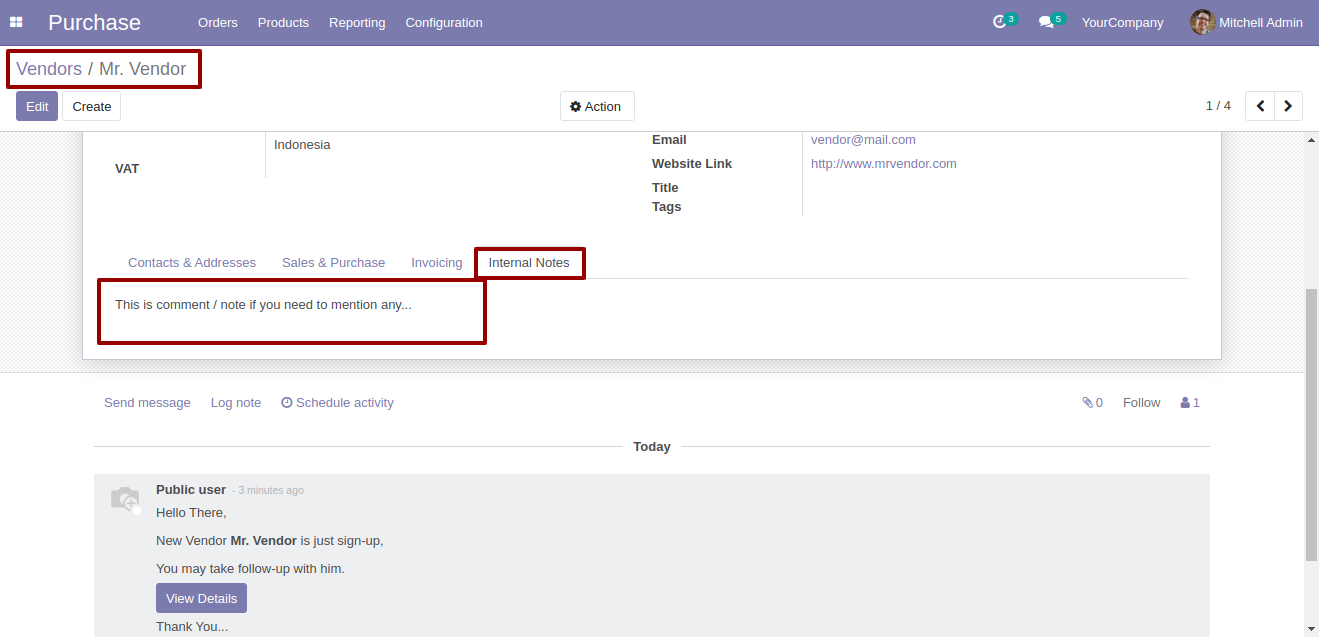 Purchase Orders Products Reporting Configuration 3 5 YourCompany Mitchell Admin
Vendors / Mr. Vendor
Edit Create Action 1 / 4
Indonesia
VAT
Email vendor@mail.com
Website Link http://www.mrvendor.com
Title
Tags
Contacts & Addresses Sales & Purchase Invoicing Internal Notes
This is comment / note if you need to mention any...
Send message Log note Schedule activity 0 Follow 1
Today
Public user - 3 minutes ago
Hello There,
New Vendor Mr. Vendor is just sign-up,
You may take follow-up with him.
View Details
Thank You...